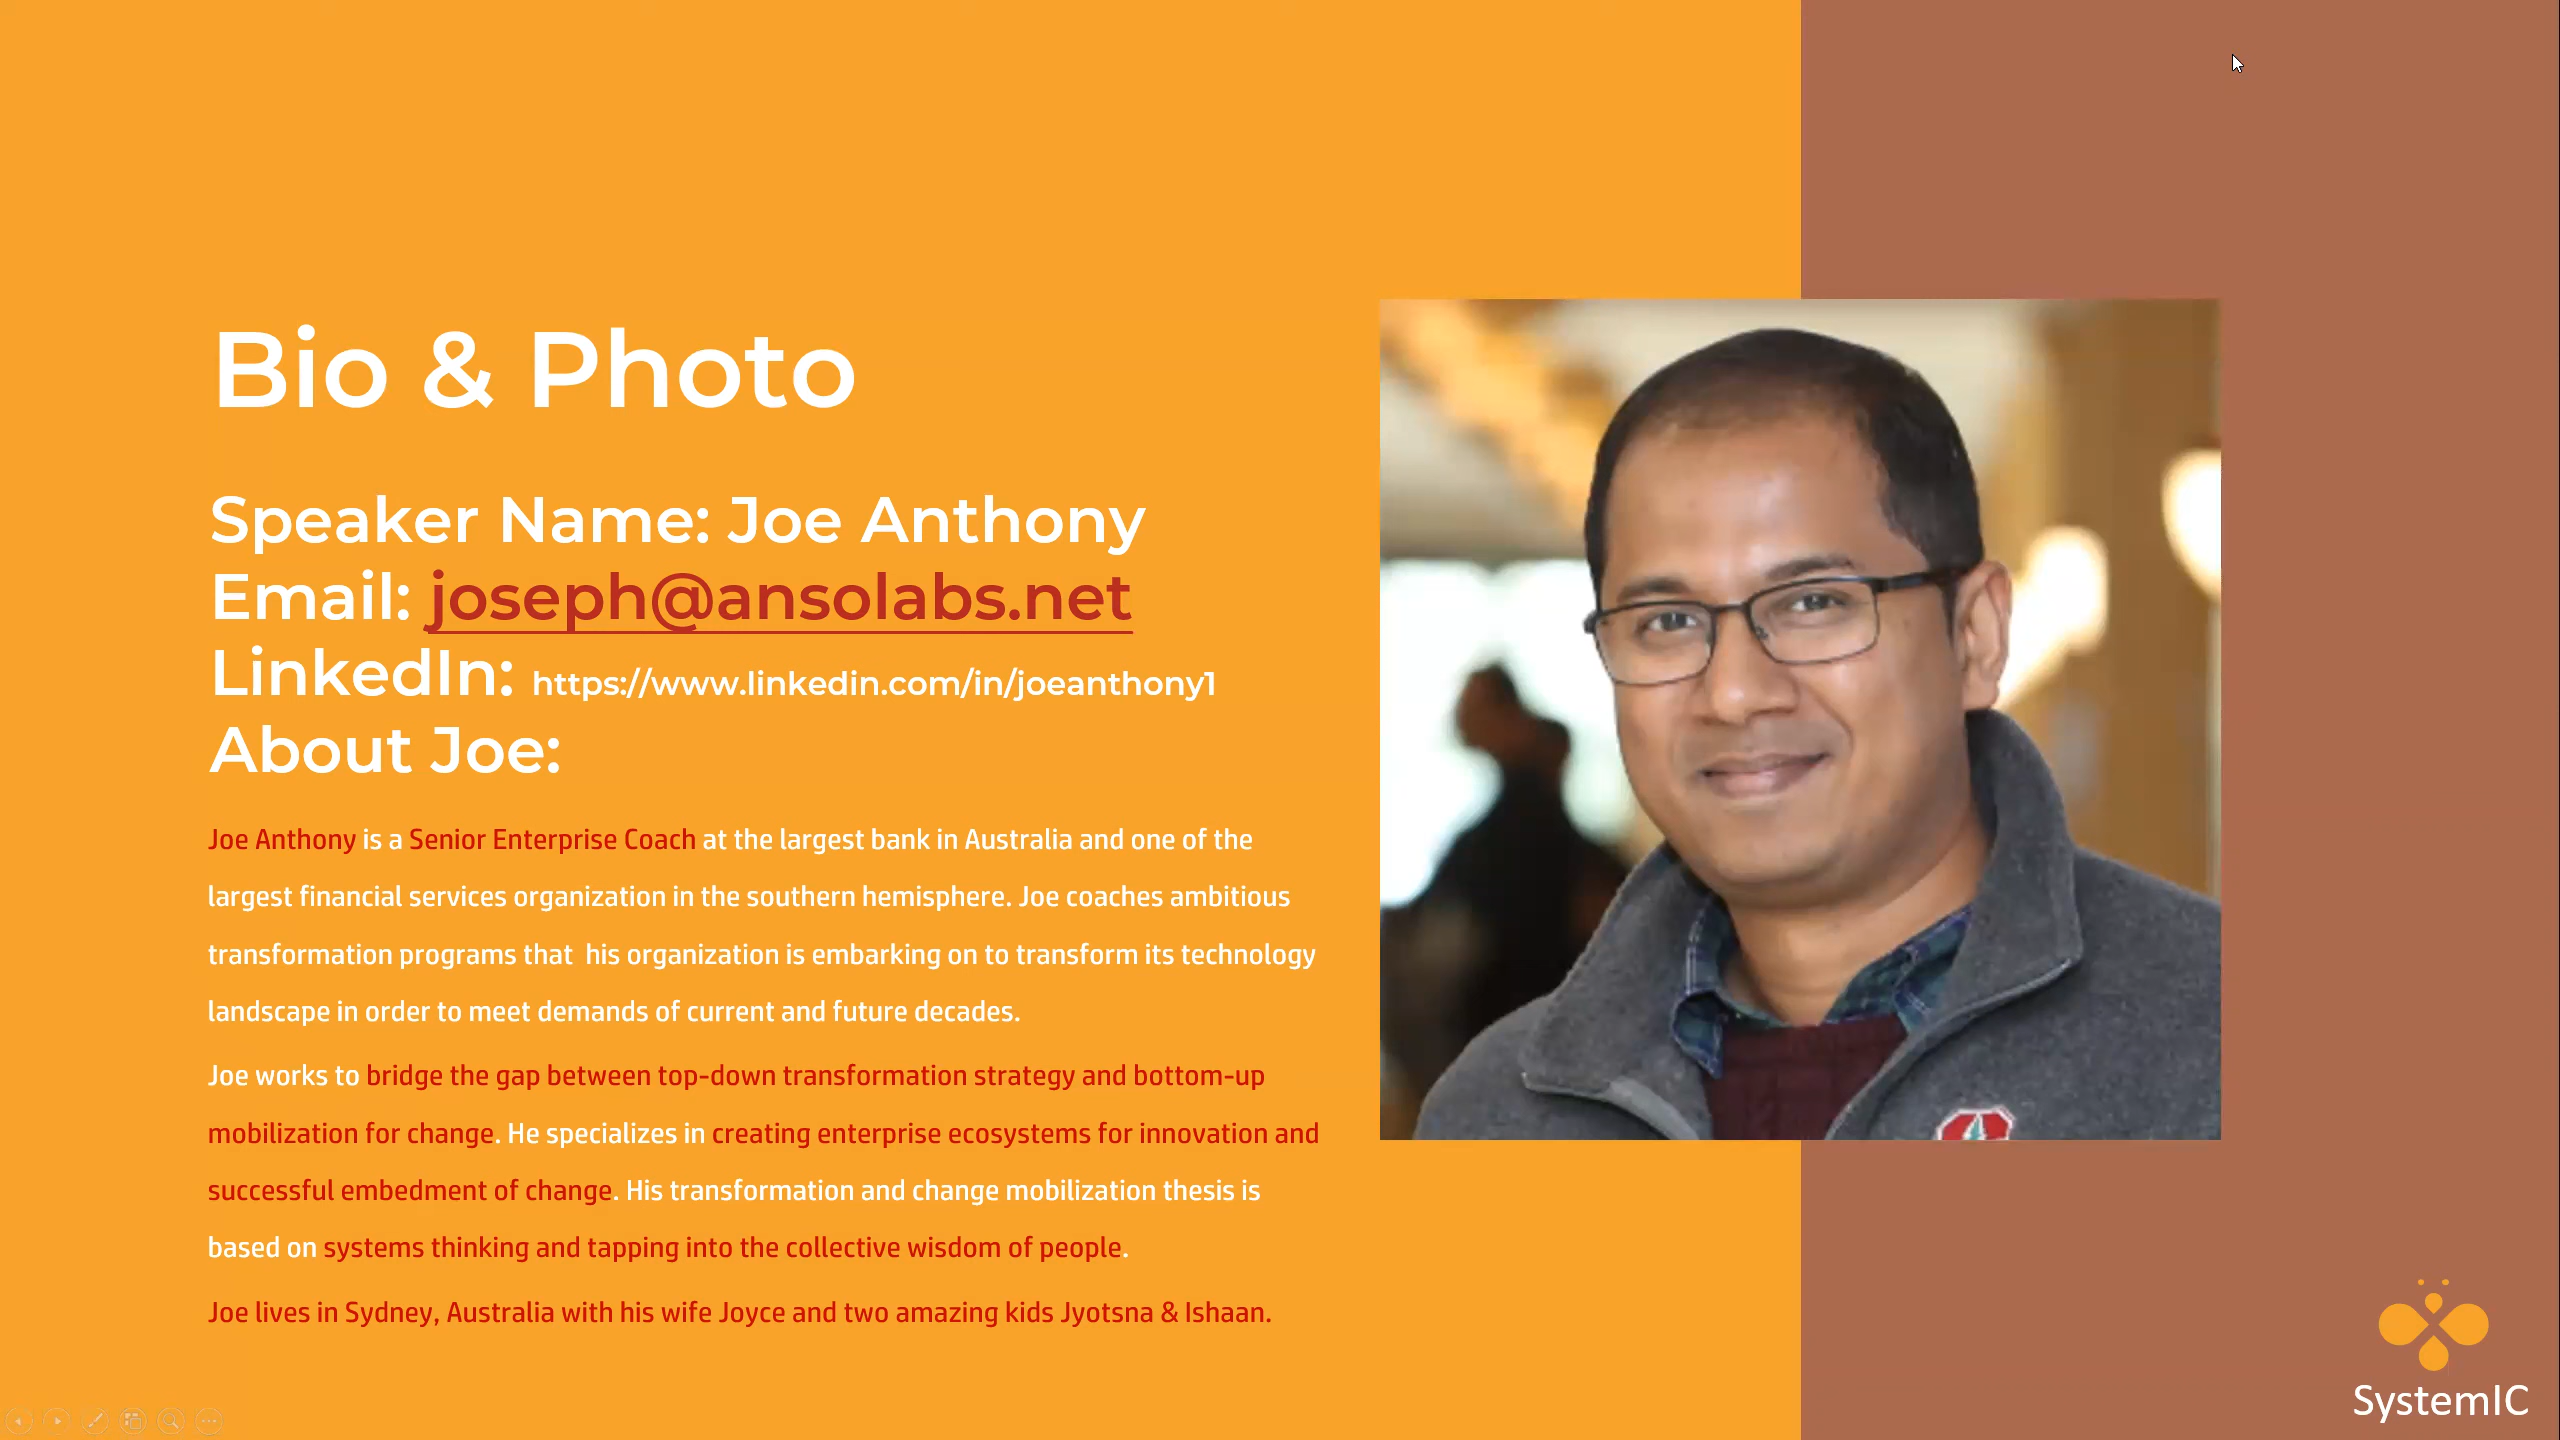 Bio & Photo
Speaker Name: Joe Anthony
Email: joseph@ansolabs.net
LinkedIn: https://www.linkedin.com/in/joeanthony1
About Joe:
Joe Anthony is a Senior Enterprise Coach at the largest bank in Australia and one of the
largest financial services organization in the southern hemisphere. Joe coaches ambitious
transformation programs that  his organization is embarking on to transform its technology
landscape in order to meet demands of current and future decades.
Joe works to bridge the gap between top-down transformation strategy and bottom-up
mobilization for change. He specializes in creating enterprise ecosystems for innovation and
successful embedment of change. His transformation and change mobilization thesis is
based on systems thinking and tapping into the collective wisdom of people.
Joe lives in Sydney, Australia with his wife Joyce and two amazing kids Jyotsna & Ishaan.
SystemIC